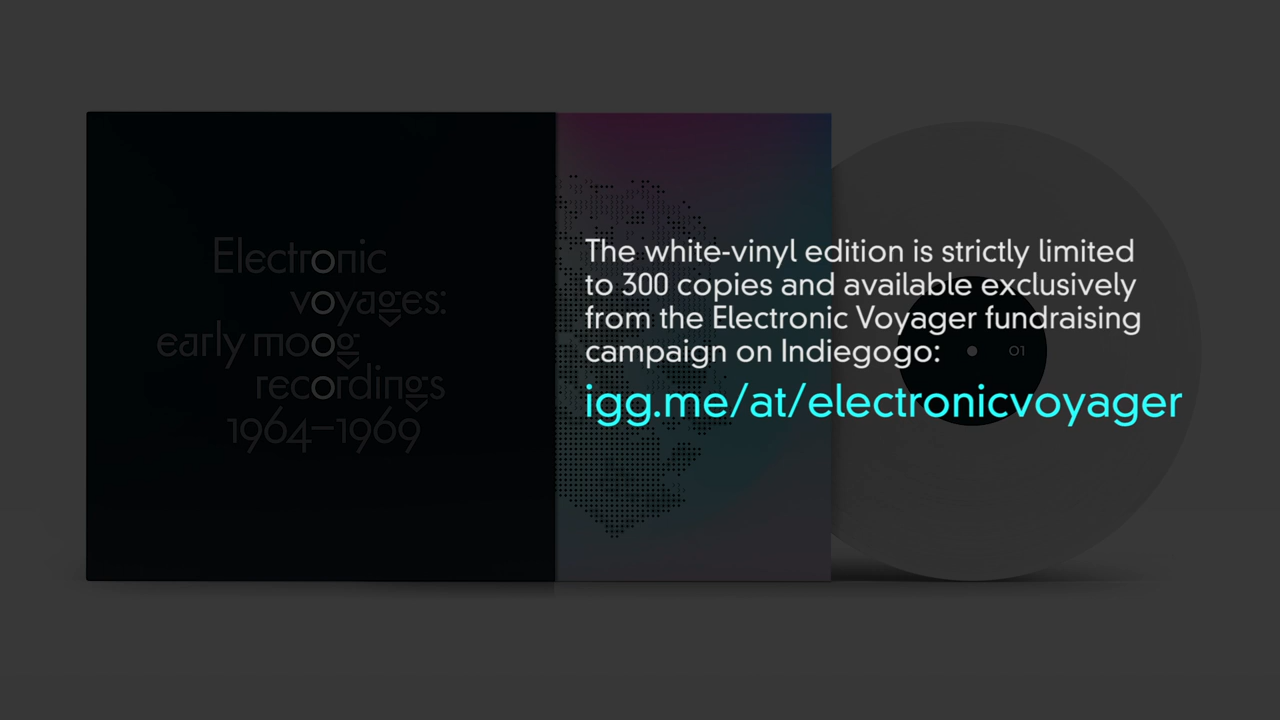 Electronic
voyages:
early moog
recordings
1964–1969
The white-vinyl edition is strictly limited
to 300 copies and available exclusively
from the Electronic Voyager fundraising
campaign on Indiegogo:
igg.me/at/electronicvoyager
01